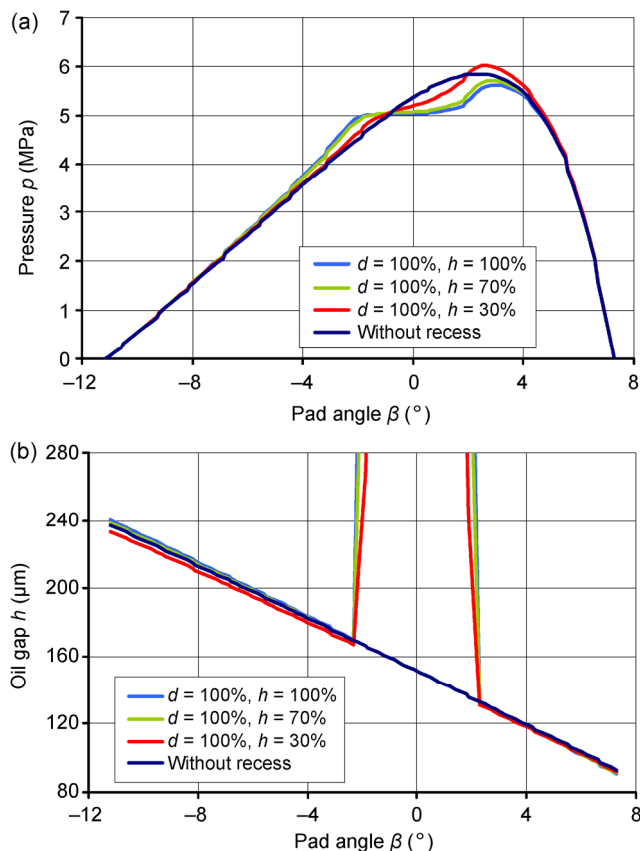 (a)
7
6
5
4
3
2
1
0
Pressure p (MPa)
d = 100%, h = 100%
d = 100%, h = 70%
d = 100%, h = 30%
Without recess
–12 –8 –4 0 4 8
Pad angle β (°)
(b)
280
240
200
160
120
80
Oil gap h (µm)
d = 100%, h = 100%
d = 100%, h = 70%
d = 100%, h = 30%
Without recess
–12 –8 –4 0 4 8
Pad angle β (°)